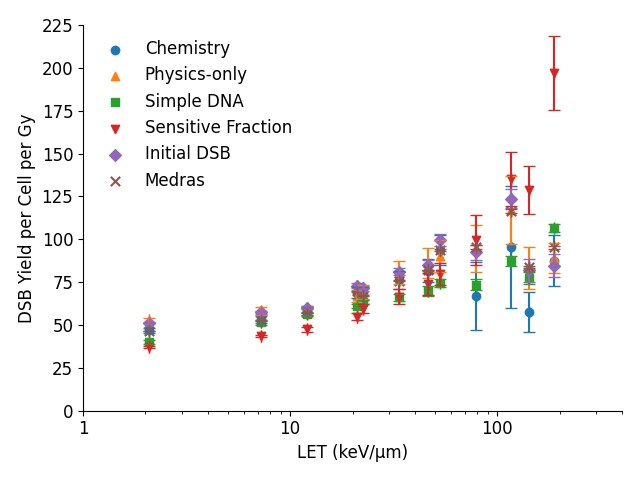 DSB Yield per Cell per Gy
225
200
175
150
125
100
75
50
25
0
Chemistry
Physics-only
Simple DNA
Sensitive Fraction
Initial DSB
Medras
1
10
100
LET (keV/μm)